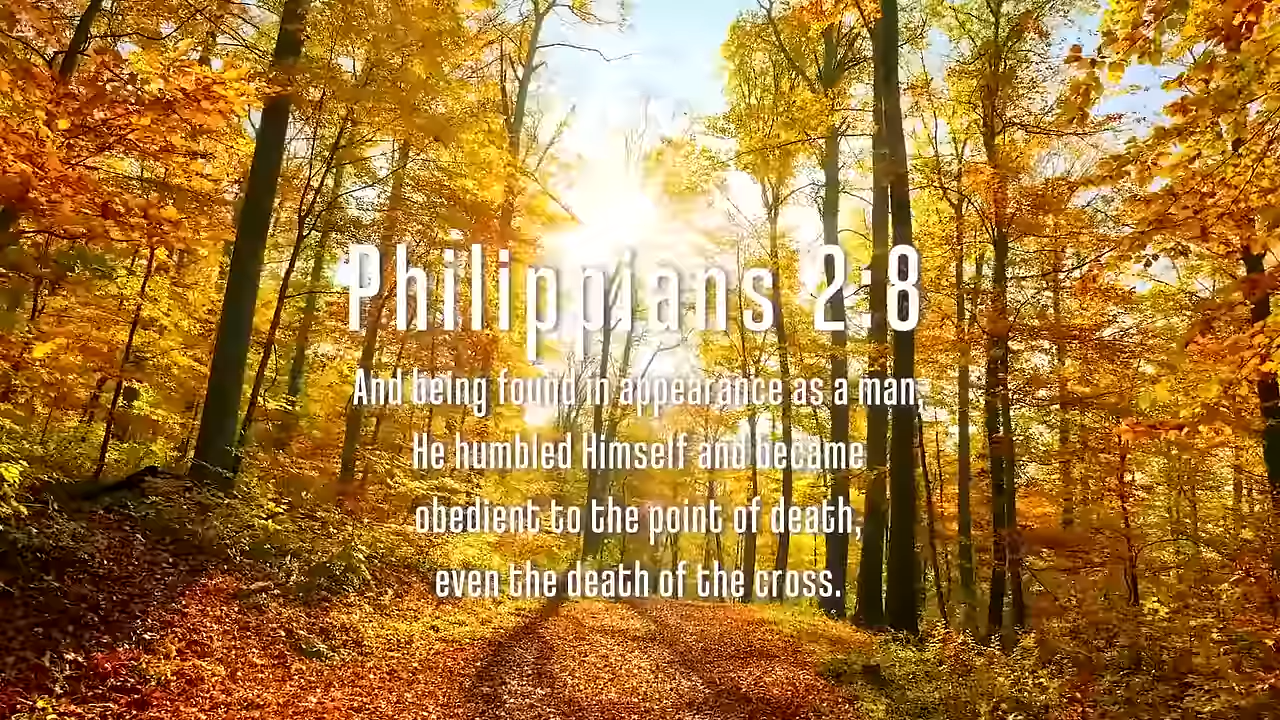 Philippians 2:8
And being found in appearance as a man,
He humbled Himself and became
obedient to the point of death,
even the death of the cross.